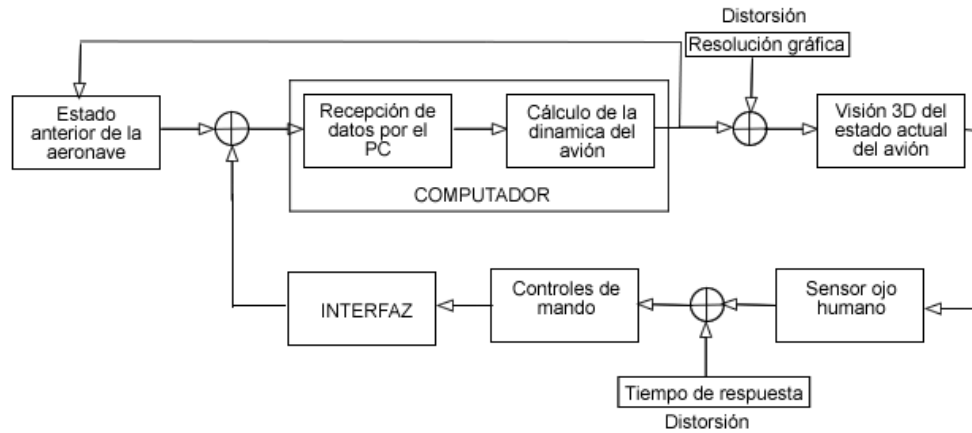 Distorsión
Resolución gráfica
Estado
anterior de la
aeronave
Recepción de
datos por el
PC
Cálculo de la
dinamica del
avión
COMPUTADOR
Visión 3D del
estado actual
del avión
INTERFAZ
Controles de
mando
Sensor ojo
humano
Tiempo de respuesta
Distorsión